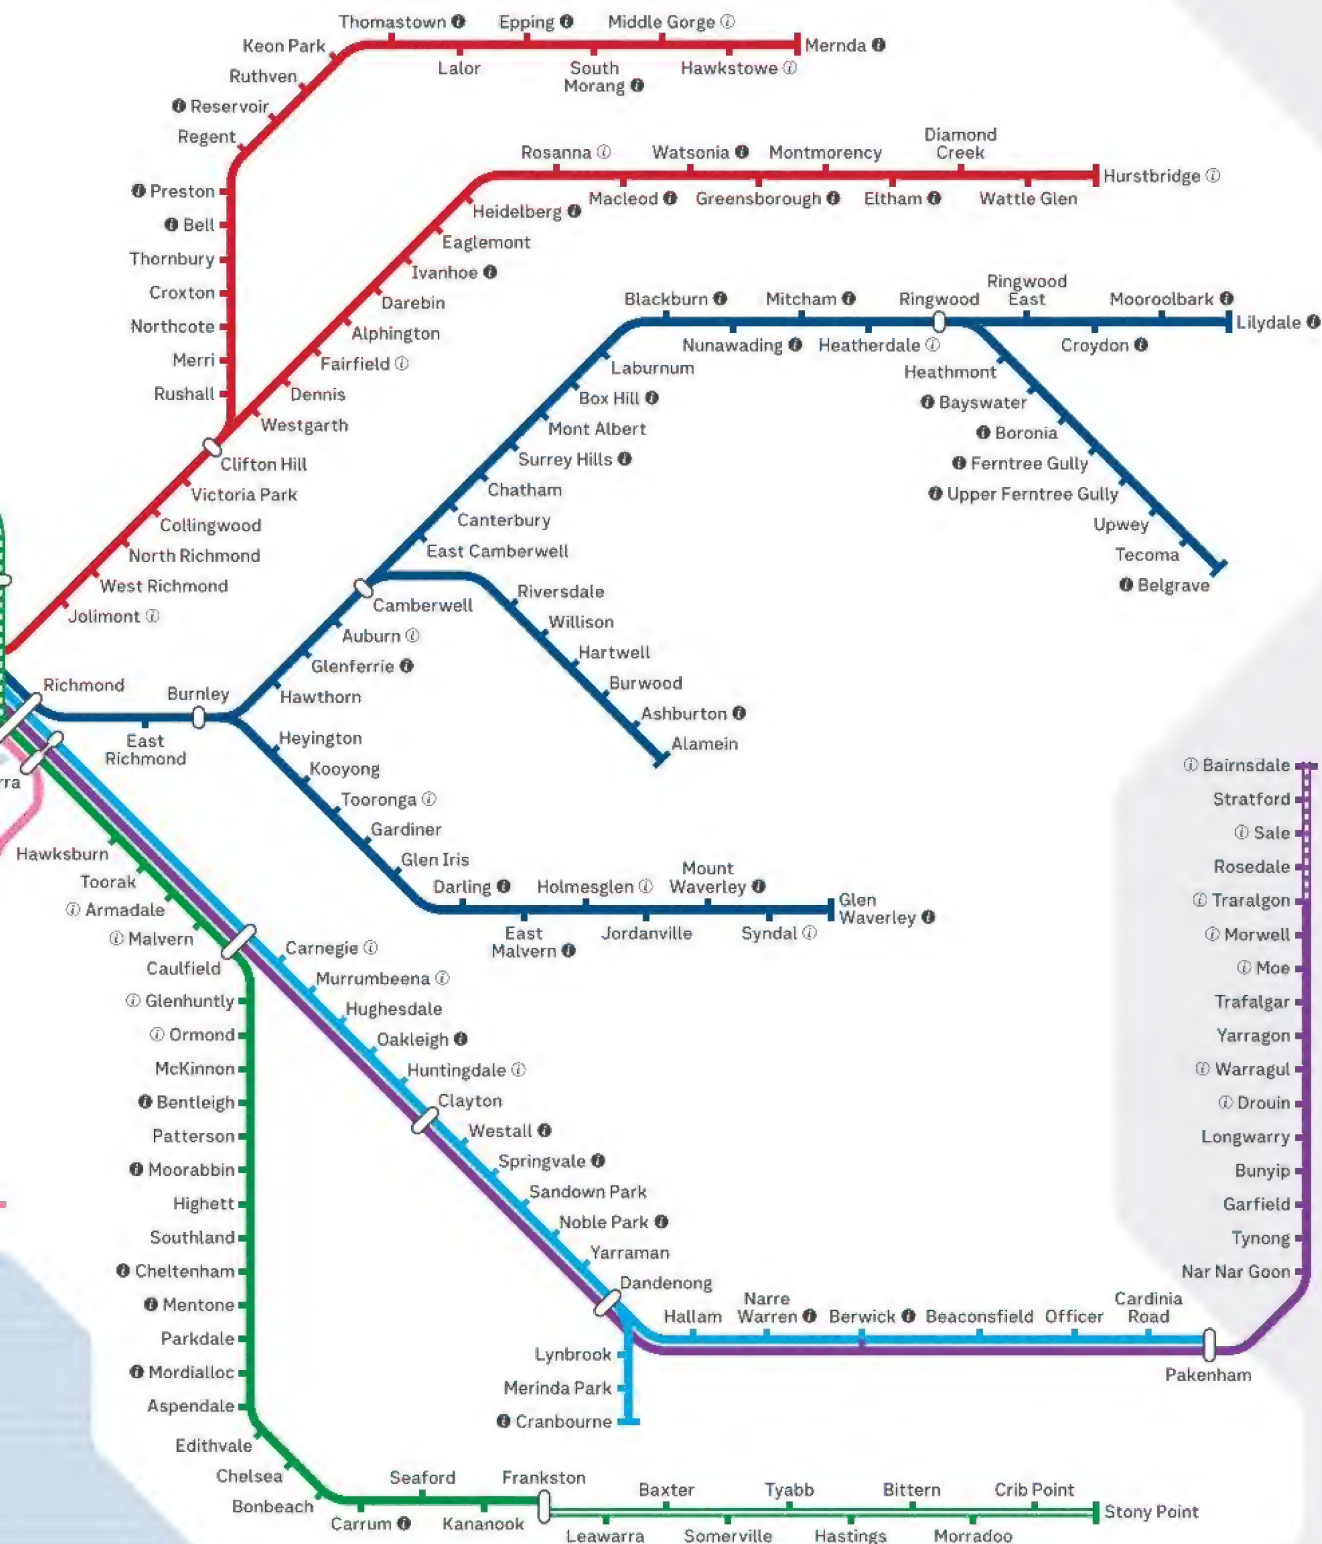 Thomastown
Epping
Middle Gorge
Keon Park
Mernda
Lalor
South
Morang
Hawkstowe
Ruthven
Reservoir
Regent
Preston
Bell
Thornbury
Croxton
Northcote
Merri
Rushall
Rosanna
Watsonia
Montmorency
Diamond
Creek
Hurstbridge
Macleod
Greensborough
Eltham
Wattle Glen
Heidelberg
Eaglemont
Ivanhoe
Darebin
Alphington
Fairfield
Dennis
Westgarth
Clifton Hill
Victoria Park
Collingwood
North Richmond
West Richmond
Jolimont
Blackburn
Mitcham
Ringwood
Ringwood
East
Mooroolbark
Lilydale
Nunawading
Heatherdale
Croydon
Laburnum
Box Hill
Mont Albert
Surrey Hills
Chatham
Canterbury
East Camberwell
Heathmont
Bayswater
Boronia
Ferntree Gully
Upper Ferntree Gully
Upwey
Tecoma
Belgrave
Camberwell
Riversdale
Willison
Hartwell
Burwood
Ashburton
Alamein
Auburn
Glenferrie
Hawthorn
Richmond
Burnley
East
Richmond
rra
Heyington
Kooyong
Tooronga
Gardiner
Glen Iris
Darling
Holmesglen
Mount
Waverley
Glen
Waverley
East
Malvern
Jordanville
Syndal
Hawksburn
Toorak
Armadale
Malvern
Caulfield
Carnegie
Murrumbeena
Hughesdale
Oakleigh
Huntingdale
Clayton
Westall
Springvale
Sandown Park
Noble Park
Yarraman
Dandenong
Glenhuntly
Ormond
McKinnon
Bentleigh
Patterson
Moorabbin
Highett
Southland
Cheltenham
Mentone
Parkdale
Mordialloc
Aspendale
Edithvale
Chelsea
Bonbeach
Carrum
Seaford
Kananook
Frankston
Leawarra
Baxter
Somerville
Tyabb
Hastings
Bittern
Morradoo
Crib Point
Stony Point
Lynbrook
Merinda Park
Cranbourne
Hallam
Narre
Warren
Berwick
Beaconsfield
Officer
Cardinia
Road
Pakenham
Bairnsdale
Stratford
Sale
Rosedale
Traralgon
Morwell
Moe
Trafalgar
Yarragon
Warragul
Drouin
Longwarry
Bunyip
Garfield
Tynong
Nar Nar Goon